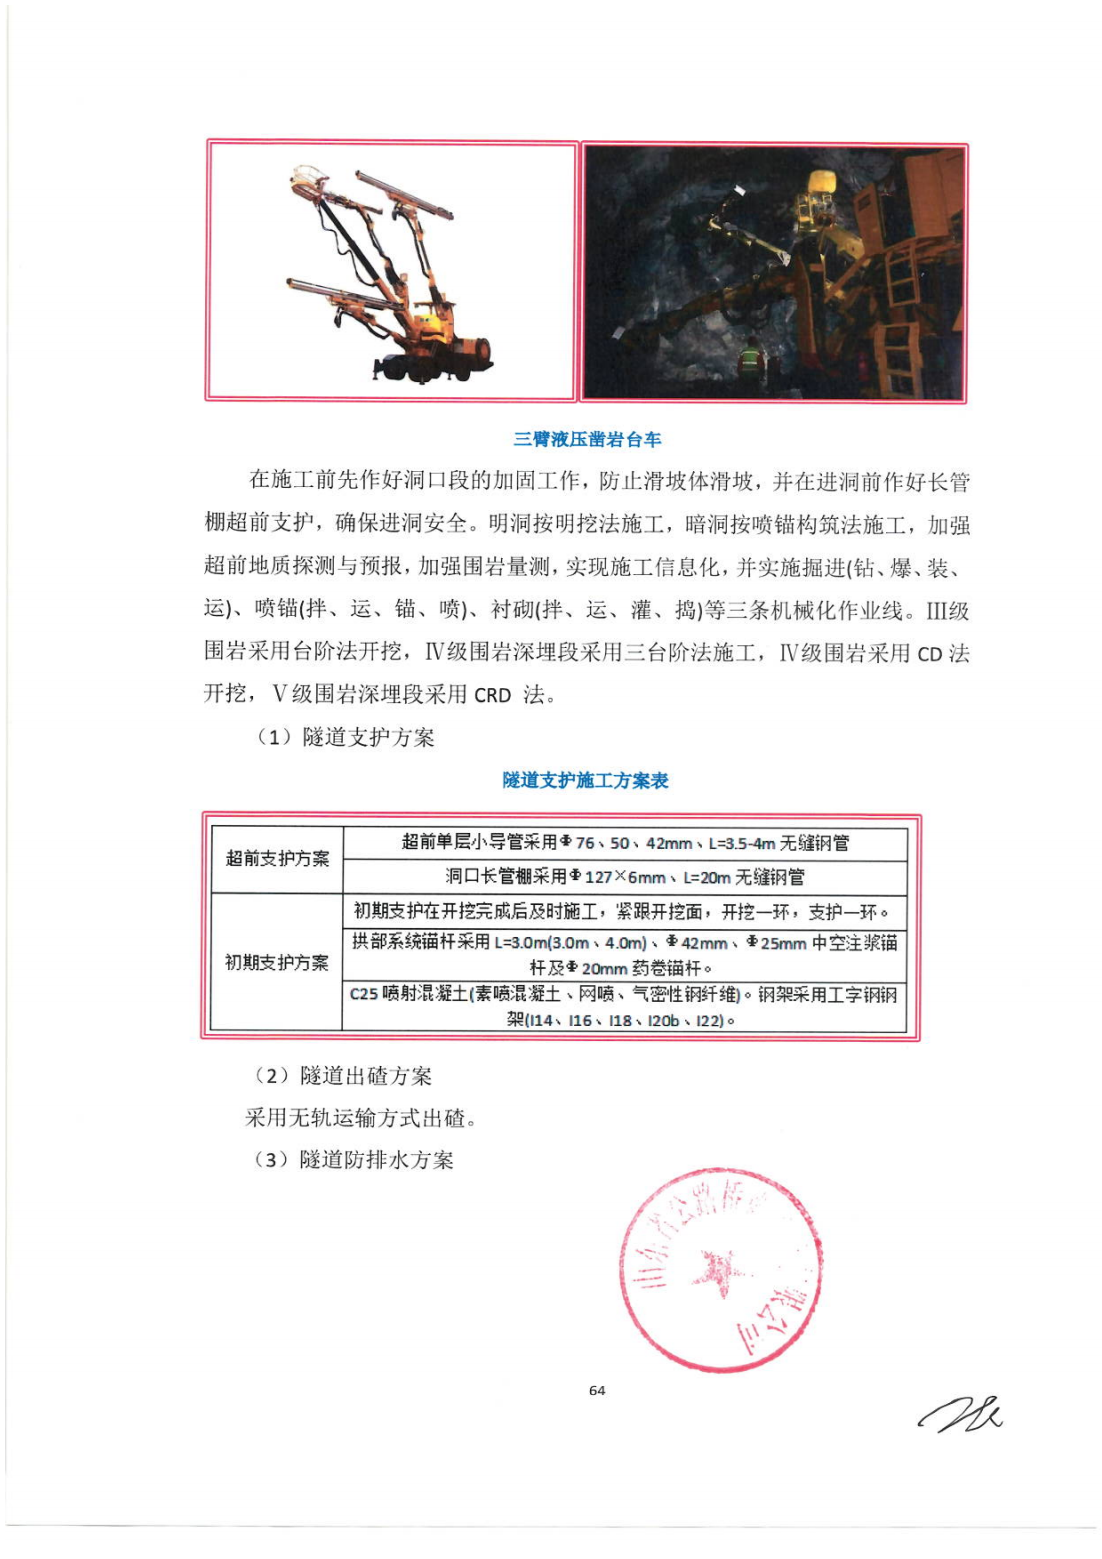 三臂液压凿岩台车
在施工前先作好洞口段的加固工作，防止滑坡体滑坡，并在进洞前作好长管
棚超前支护，确保进洞安全。明洞按明挖法施工，暗洞按喷锚构筑法施工，加强
超前地质探测与预报，加强围岩量测，实现施工信息化，并实施掘进(钻、爆、装、
运)、喷锚(拌、运、锚、喷)、衬砌(拌、运、灌、捣)等三条机械化作业线。Ⅲ级
围岩采用台阶法开挖，Ⅳ级围岩深埋段采用三台阶法施工，Ⅳ级围岩采用 CD 法
开挖，Ⅴ级围岩深埋段采用 CRD 法。
（1）隧道支护方案
隧道支护施工方案表
超前支护方案
超前单层小导管采用Φ76、50、42mm、L=3.5-4m 无缝钢管
洞口长管棚采用Φ127×6mm、L=20m 无缝钢管
初期支护方案
初期支护在开挖完成后及时施工，紧跟开挖面，开挖一环，支护一环。
拱部系统锚杆采用 L=3.0m(3.0m、4.0m)、Φ42mm、Φ25mm 中空注浆锚
杆及Φ20mm 药卷锚杆。
C25 喷射混凝土(素喷混凝土、网喷、气密性钢纤维)。钢架采用工字钢钢
架(I14、I16、I18、I20b、I22)。
（2）隧道出碴方案
采用无轨运输方式出碴。
（3）隧道防排水方案
山东省公路桥
限公司
64